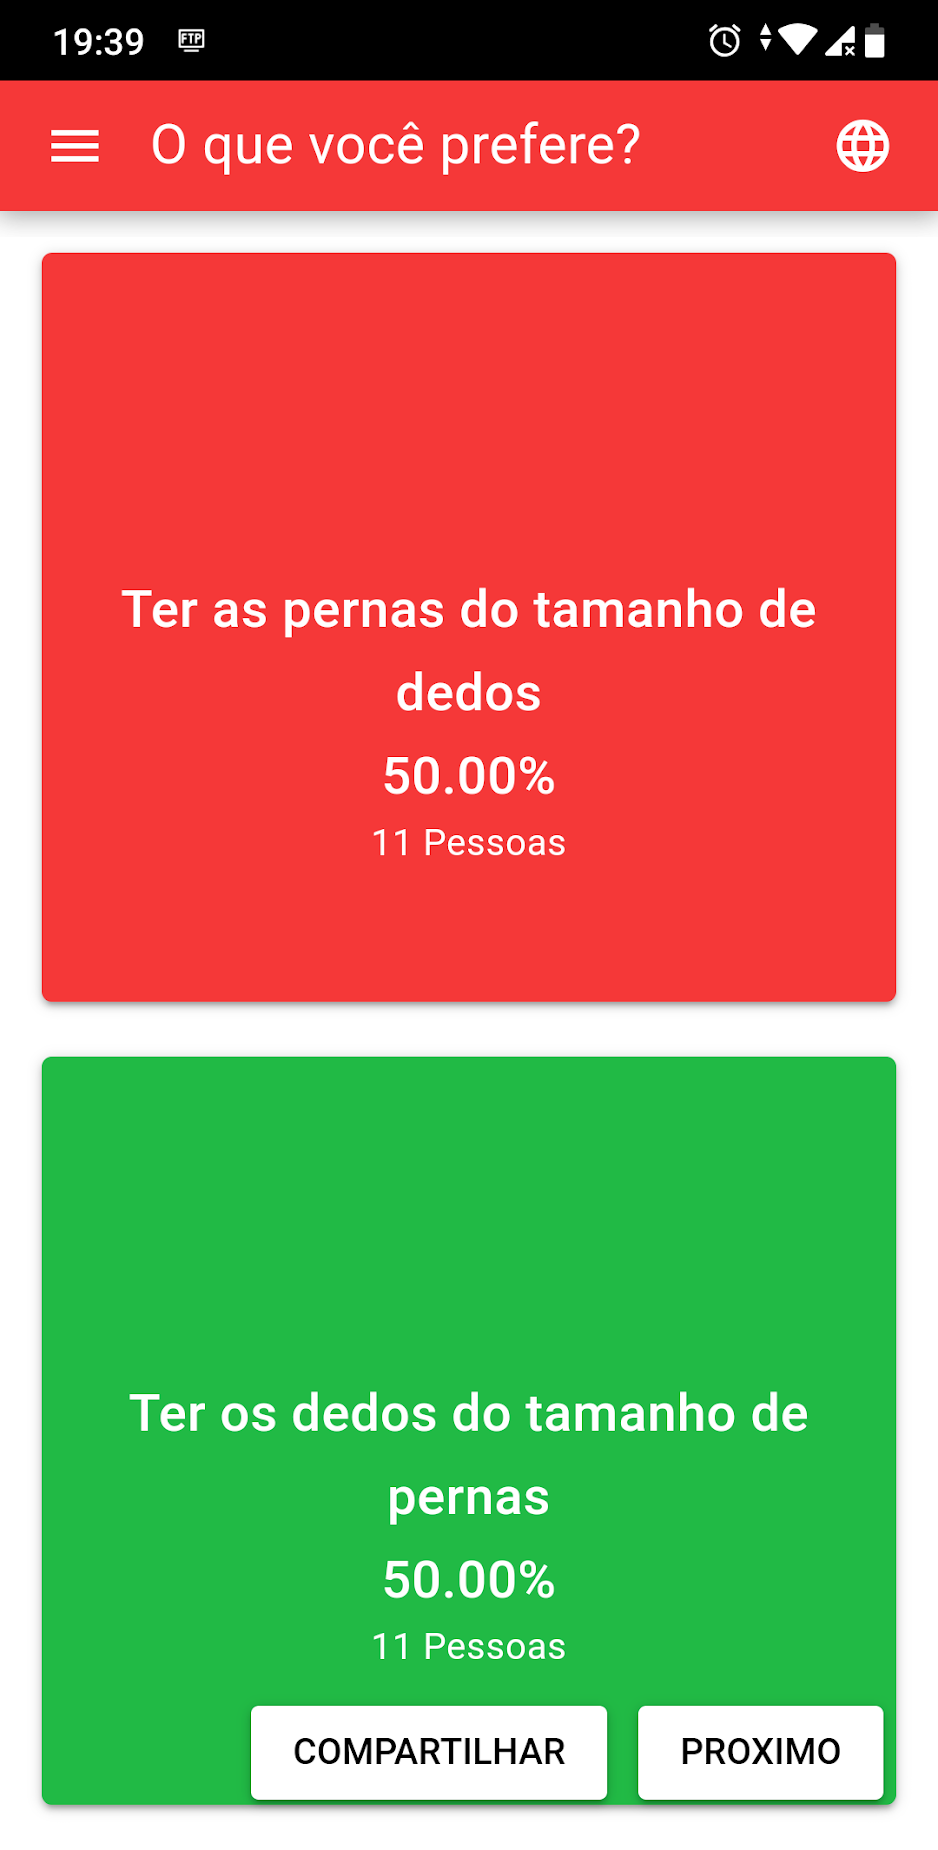 19:39 FTP
O que você prefere?
Ter as pernas do tamanho de
dedos
50.00%
11 Pessoas
Ter os dedos do tamanho de
pernas
50.00%
11 Pessoas
COMPARTILHAR PROXIMO